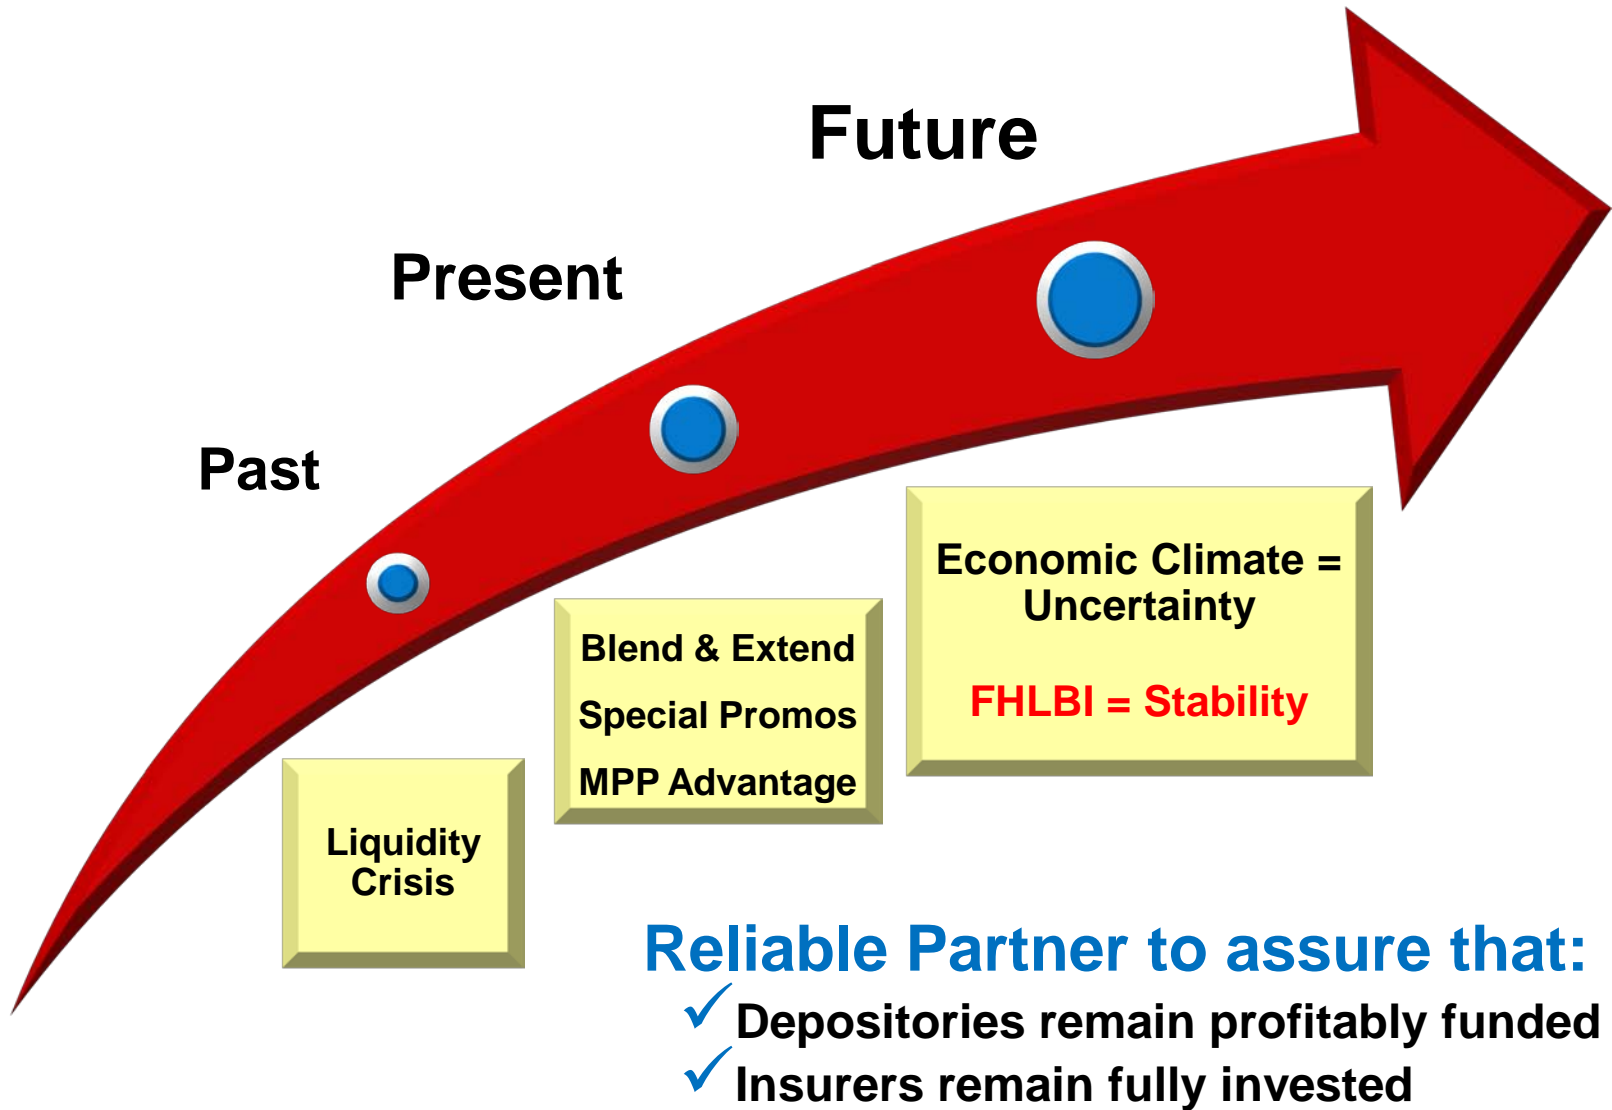 Future
Present
Past
Economic Climate =
Uncertainty
FHLBI = Stability
Blend & Extend
Special Promos
MPP Advantage
Liquidity
Crisis
Reliable Partner to assure that:
✓ Depositories remain profitably funded
✓ Insurers remain fully invested